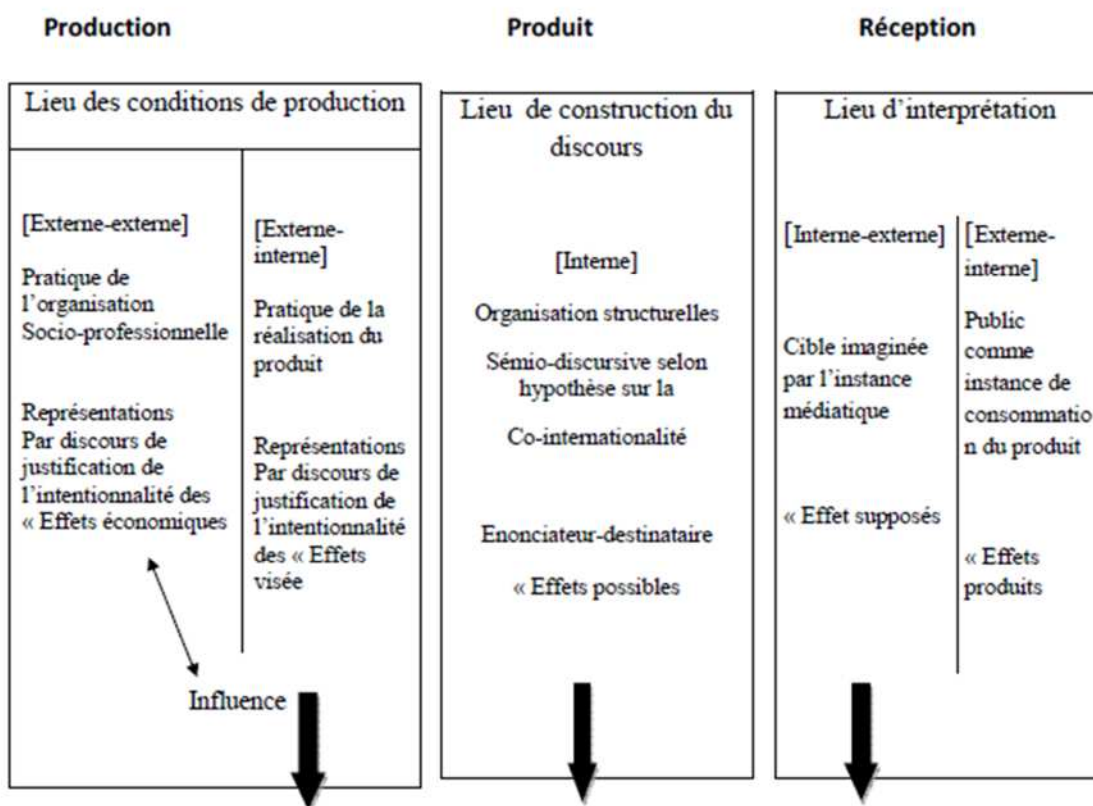 Production
Produit
Réception
Lieu des conditions de production
[Externe-externe]
Pratique de
l'organisation
Socio-professionnelle
Représentations
Par discours de
justification de
l'intentionnalité des
« Effets économiques
[Externe-
interne]
Pratique de la
réalisation du
produit
Représentations
Par discours de
justification de
l'intentionnalité
des « Effets
visée
Influence
Lieu de construction du
discours
[Interne]
Organisation structurelles
Sémio-discursive selon
hypothèse sur la
Co-internationalité
Enonciateur-destinataire
« Effets possibles
Lieu d'interprétation
[Interne-externe]
Cible imaginée
par l'instance
médiatique
« Effet supposés
[Externe-
interne]
Public
comme
instance de
consommatio
n du produit
« Effets
produits